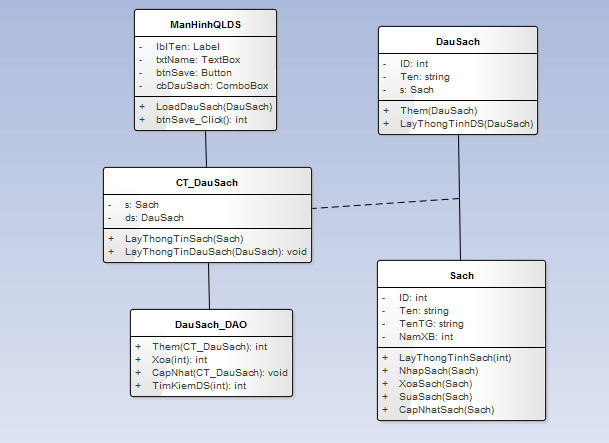 ManHinhQLDS
- lblTen: Label
- txtName: TextBox
- btnSave: Button
- cbDauSach: ComboBox
+ LoadDauSach(DauSach)
+ btnSave_Click(): int
DauSach
- ID: int
- Ten: string
- s: Sach
+ Them(DauSach)
+ LayThongTinhDS(DauSach)
CT_DauSach
- s: Sach
- ds: DauSach
+ LayThongTinSach(Sach)
+ LayThongTinDauSach(DauSach): void
Sach
- ID: int
- Ten: string
- TenTG: string
- NamXB: int
+ LayThongTinhSach(int)
+ NhapSach(Sach)
+ XoaSach(Sach)
+ SuaSach(Sach)
+ CapNhatSach(Sach)
DauSach_DAO
+ Them(CT_DauSach): int
+ Xoa(int): int
+ CapNhat(CT_DauSach): void
+ TimKiemDS(int): int